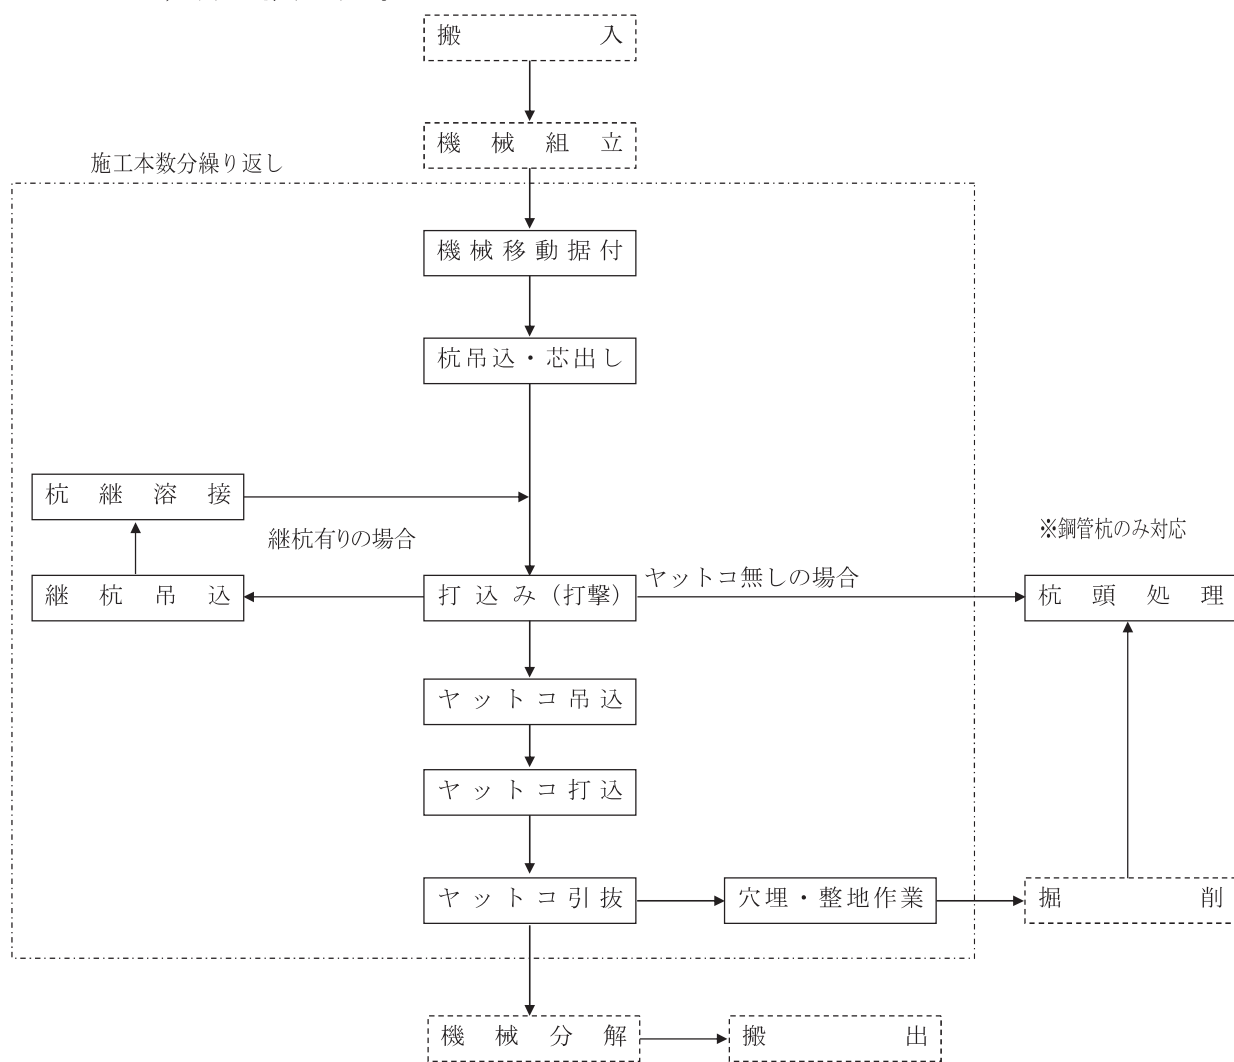 搬入
機械組立
施工本数分繰り返し
機械移動据付
杭吊込・芯出し
杭継溶接
継杭有りの場合
※鋼管杭のみ対応
継杭吊込
打込み（打撃）
ヤットコ無しの場合
杭頭処理
ヤットコ吊込
ヤットコ打込
ヤットコ引抜
穴埋・整地作業
掘削
機械分解
搬出